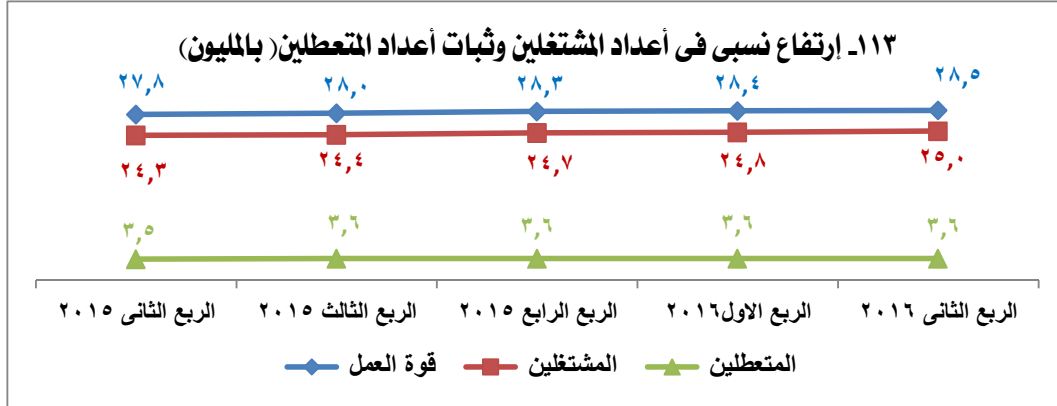 ١١٣ـ إرتفاع نسبى فى أعداد المشتغلين وثبات أعداد المتعطلين( بالمليون)
٢٧,٨ ٢٨,٠ ٢٨,٣ ٢٨,٤ ٢٨,٥
٢٤,٣ ٢٤,٤ ٢٤,٧ ٢٤,٨ ٢٥,٠
٣,٥ ٣,٦ ٣,٦ ٣,٦ ٣,٦
الربع الثانى ٢٠١٥ الربع الثالث ٢٠١٥ الربع الرابع ٢٠١٥ الربع الاول٢٠١٦ الربع الثانى ٢٠١٦
قوة العمل المشتغلين المتعطلين